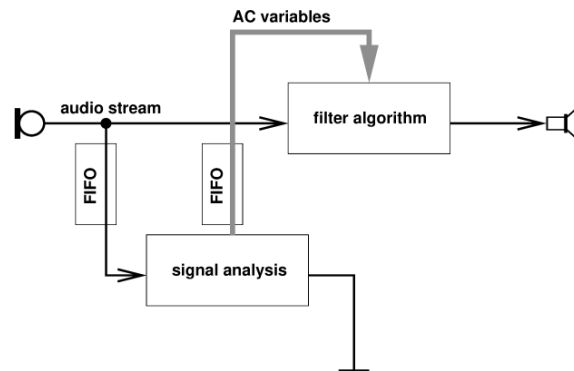 AC variables
audio stream
filter algorithm
FIFO
FIFO
signal analysis